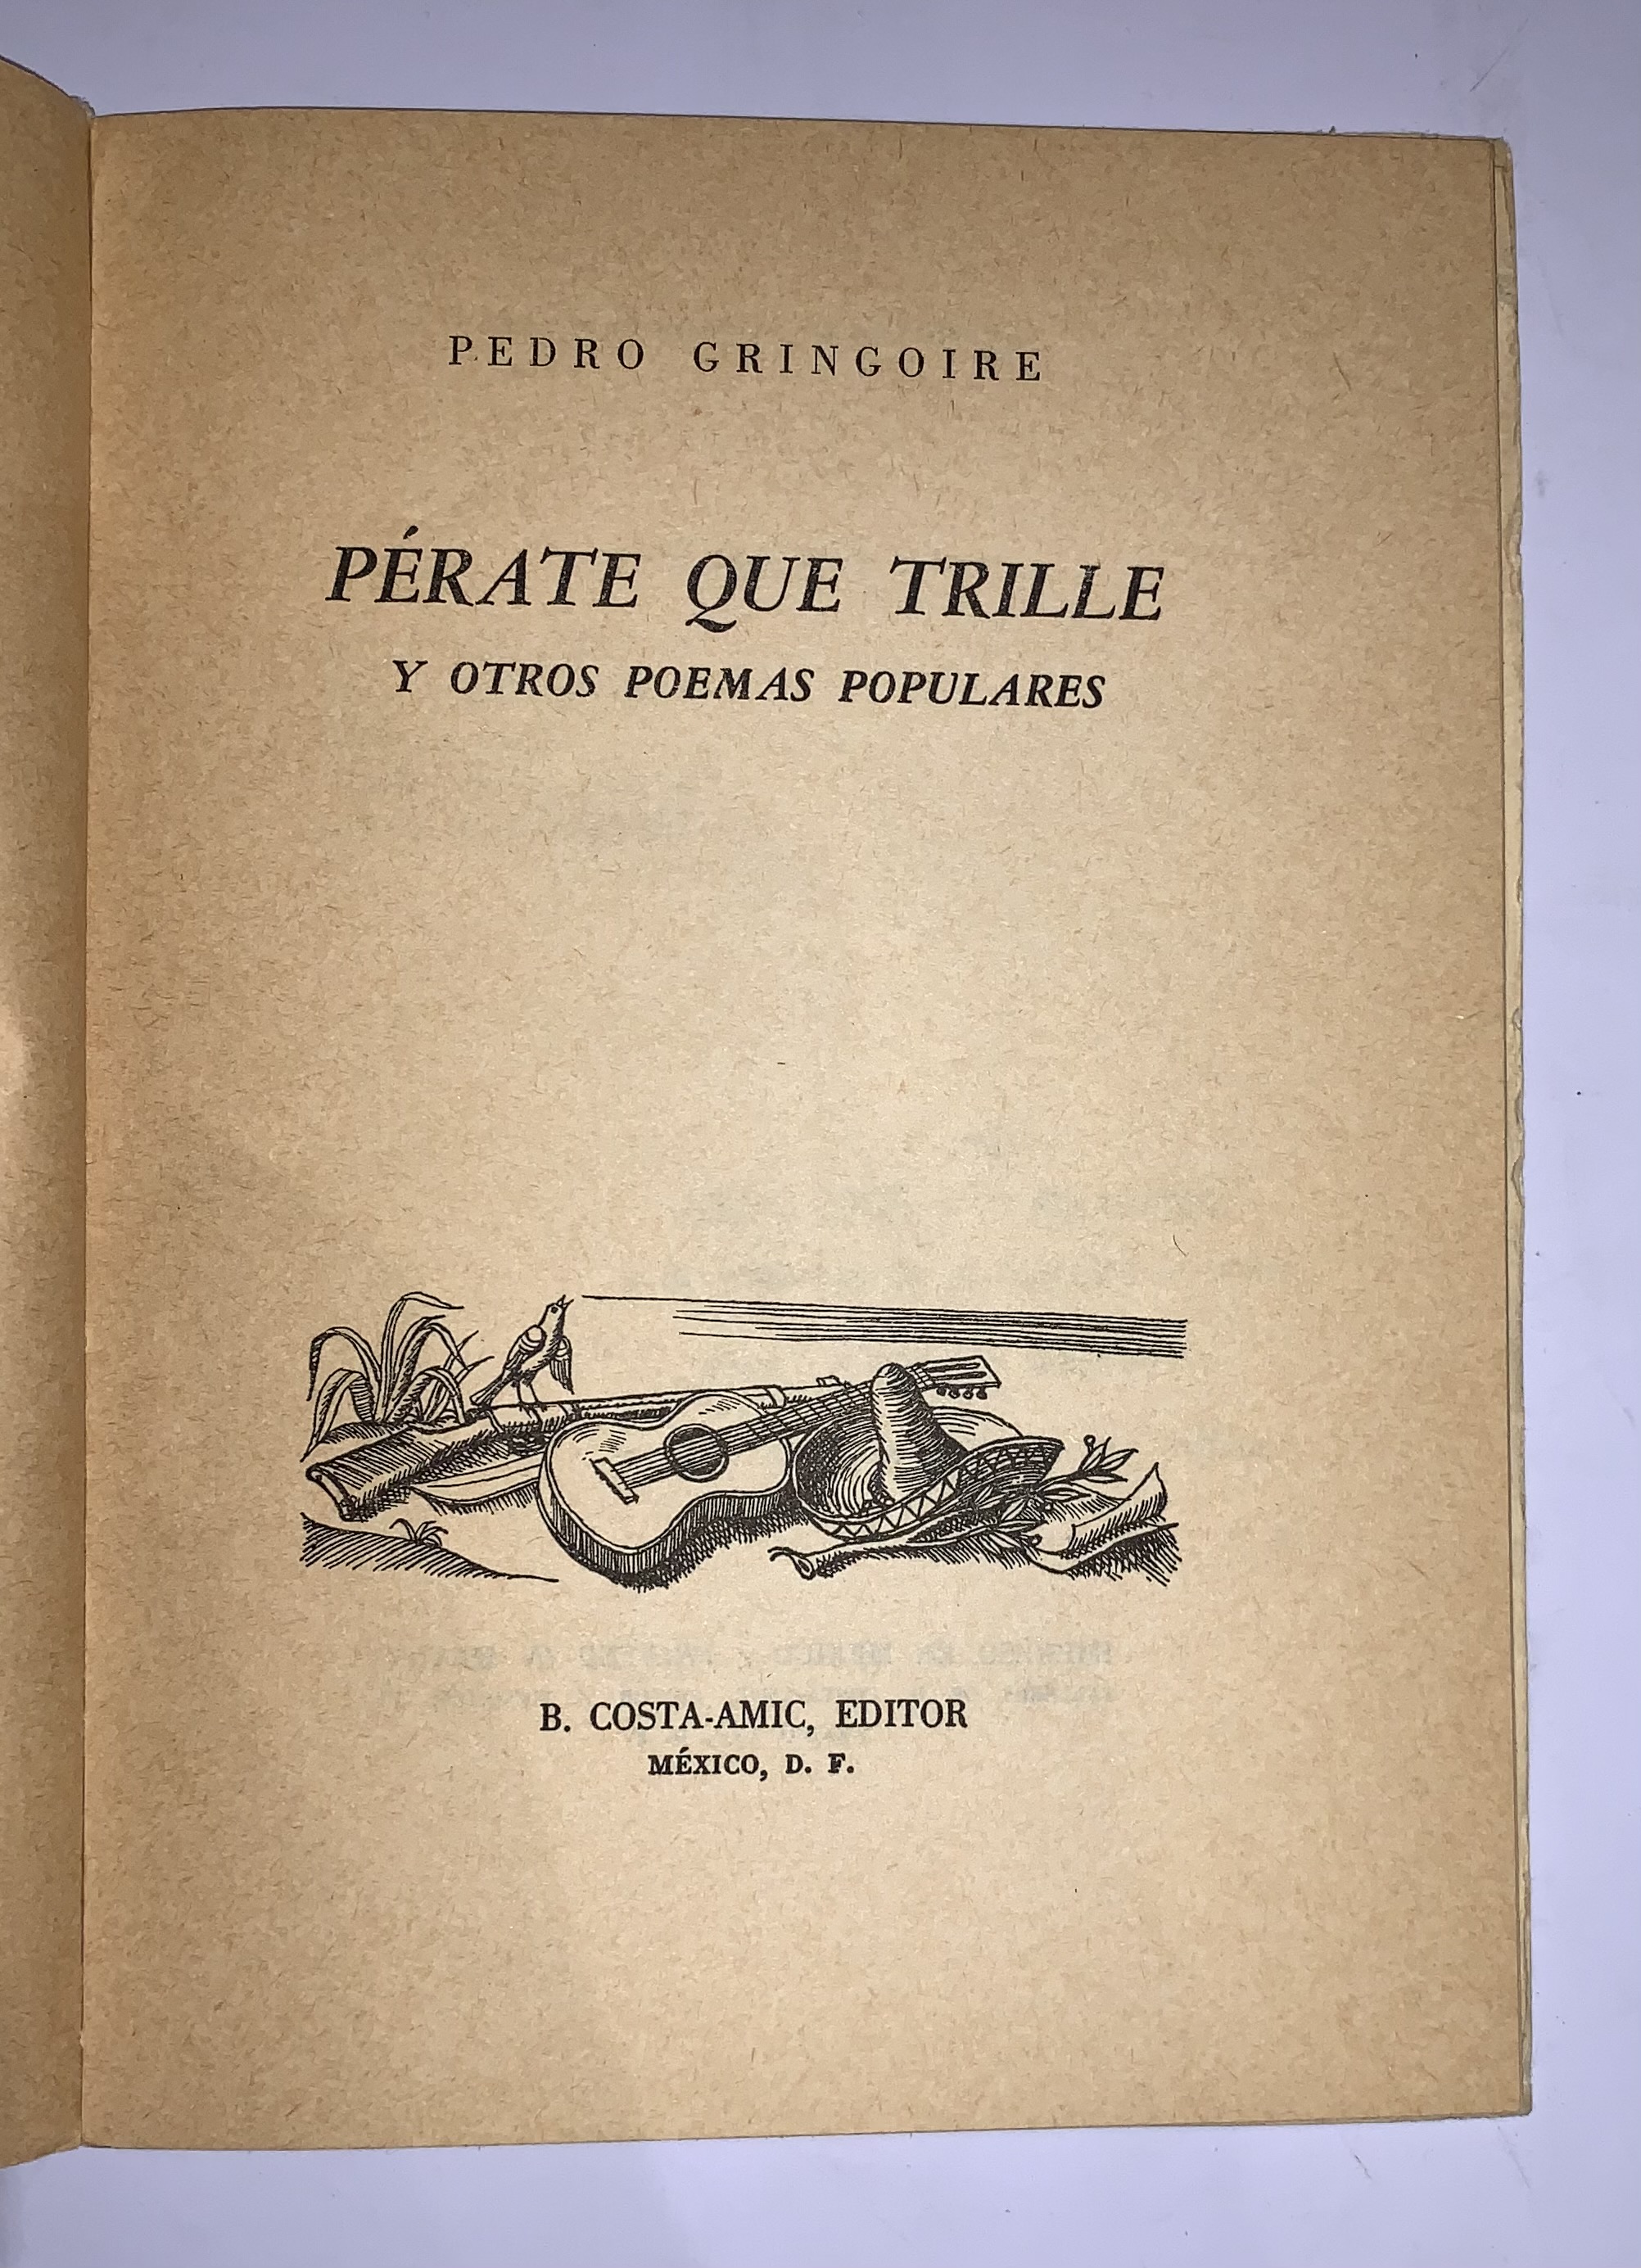 PEDRO GRINGOIRE
PÉRATE QUE TRILLE
Y OTROS POEMAS POPULARES
B. COSTA-AMIC, EDITOR
MÉXICO, D. F.